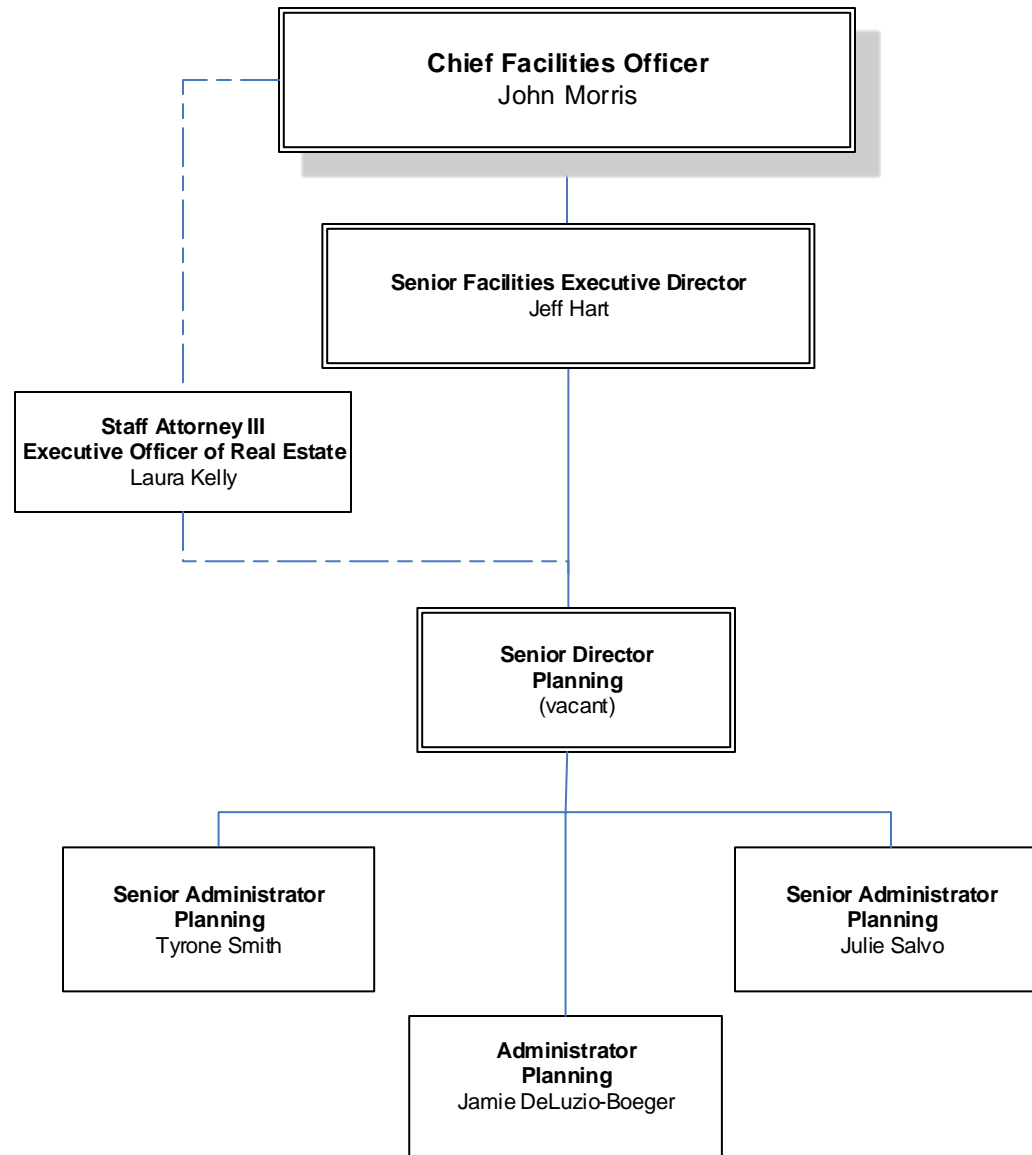 Chief Facilities Officer
John Morris
Senior Facilities Executive Director
Jeff Hart
Staff Attorney III
Executive Officer of Real Estate
Laura Kelly
Senior Director
Planning
(vacant)
Senior Administrator
Planning
Tyrone Smith
Senior Administrator
Planning
Julie Salvo
Administrator
Planning
Jamie DeLuzio-Boeger